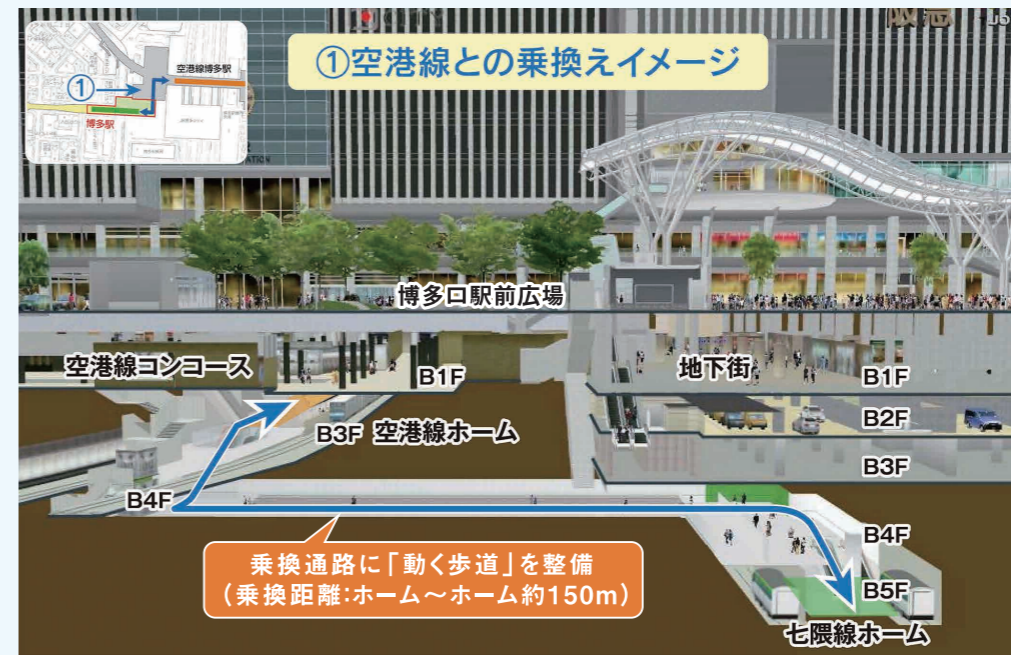 ①空港線との乗換えイメージ
空港線博多駅
①
博多駅
CITY
阪急
博多口駅前広場
空港線コンコース
B1F
地下街
B1F
B2F
B3F 空港線ホーム
B3F
B4F
B4F
乗換通路に「動く歩道」を整備
(乗換距離:ホーム~ホーム約150m)
B5F
七隈線ホーム